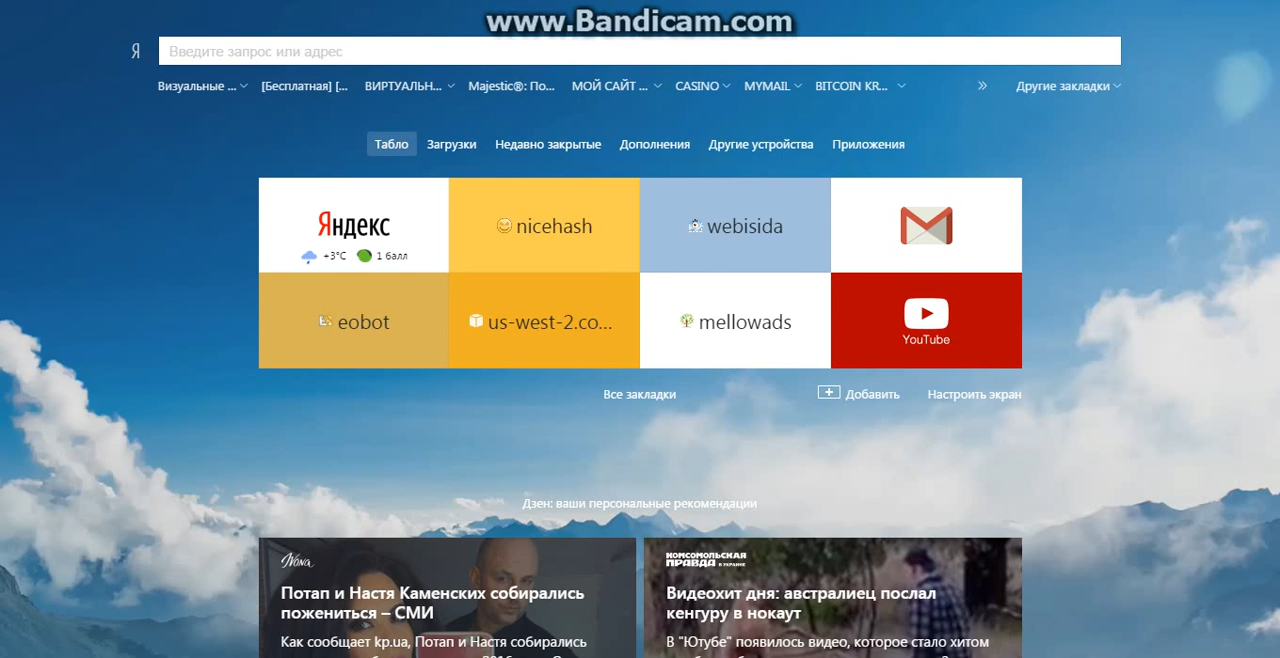 www.Bandicam.com
Я
Введите запрос или адрес
Визуальные ... [Бесплатная] [... ВИРТУАЛЬН... Majestic®: По... МОЙ САЙТ ... CASINO MYMAIL BITCOIN KR... » Другие закладки
Табло Загрузки Недавно закрытые Дополнения Другие устройства Приложения
Яндекс
+3°C 1 балл
nicehash
webisida
eobot
us-west-2.co...
mellowads
YouTube
Все закладки Добавить Настроить экран
Дзен: ваши персональные рекомендации
Nona
Потап и Настя Каменских собирались
пожениться – СМИ
Как сообщает kp.ua, Потап и Настя собирались
КОМСОМОЛЬСКАЯ
ПРАВДА В УКРАИНЕ
Видеохит дня: австралиец послал
кенгуру в нокаут
В "Ютубе" появилось видео, которое стало хитом